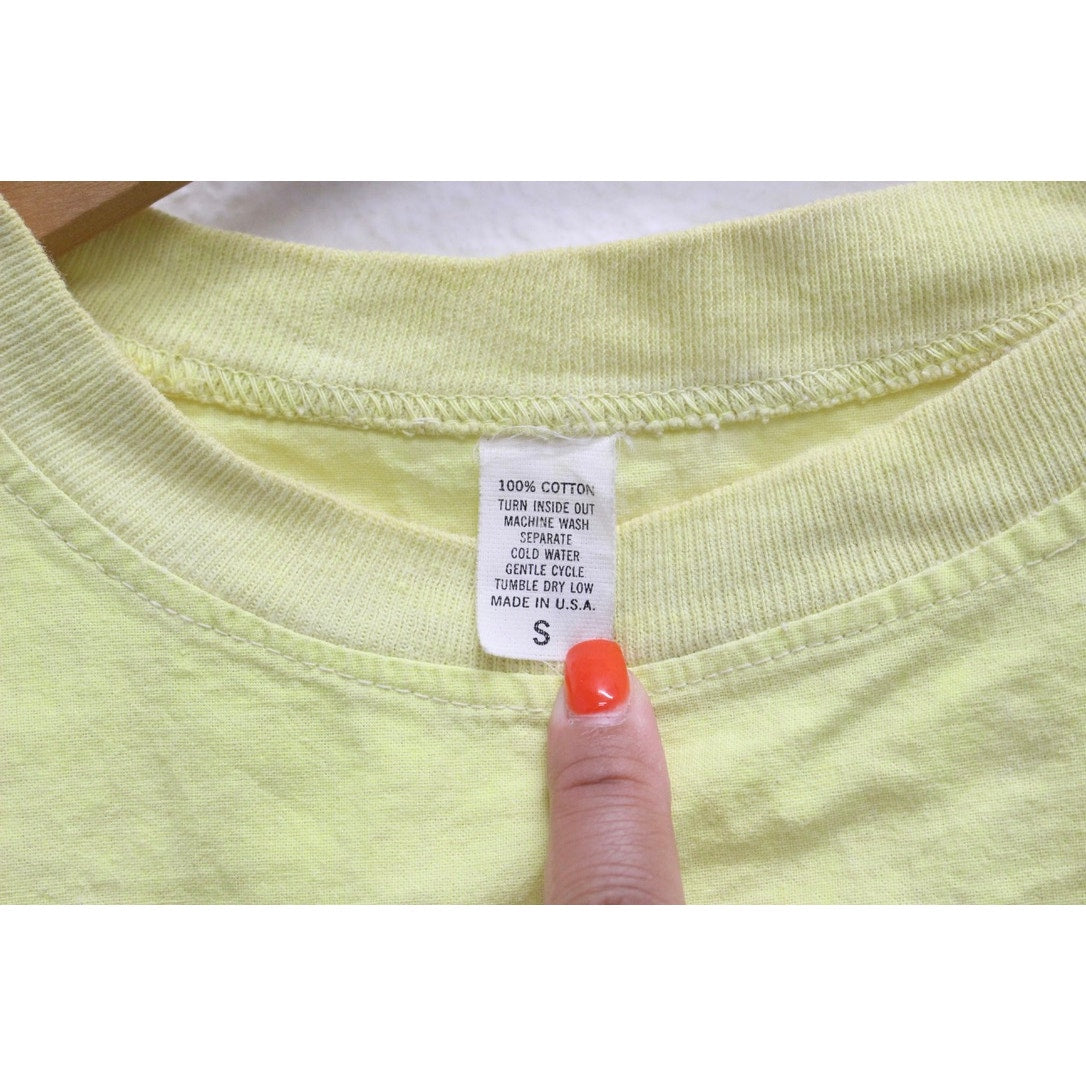 100% COTTON
TURN INSIDE OUT
MACHINE WASH
SEPARATE
COLD WATER
GENTLE CYCLE
TUMBLE DRY LOW
MADE IN U.S.A.
S